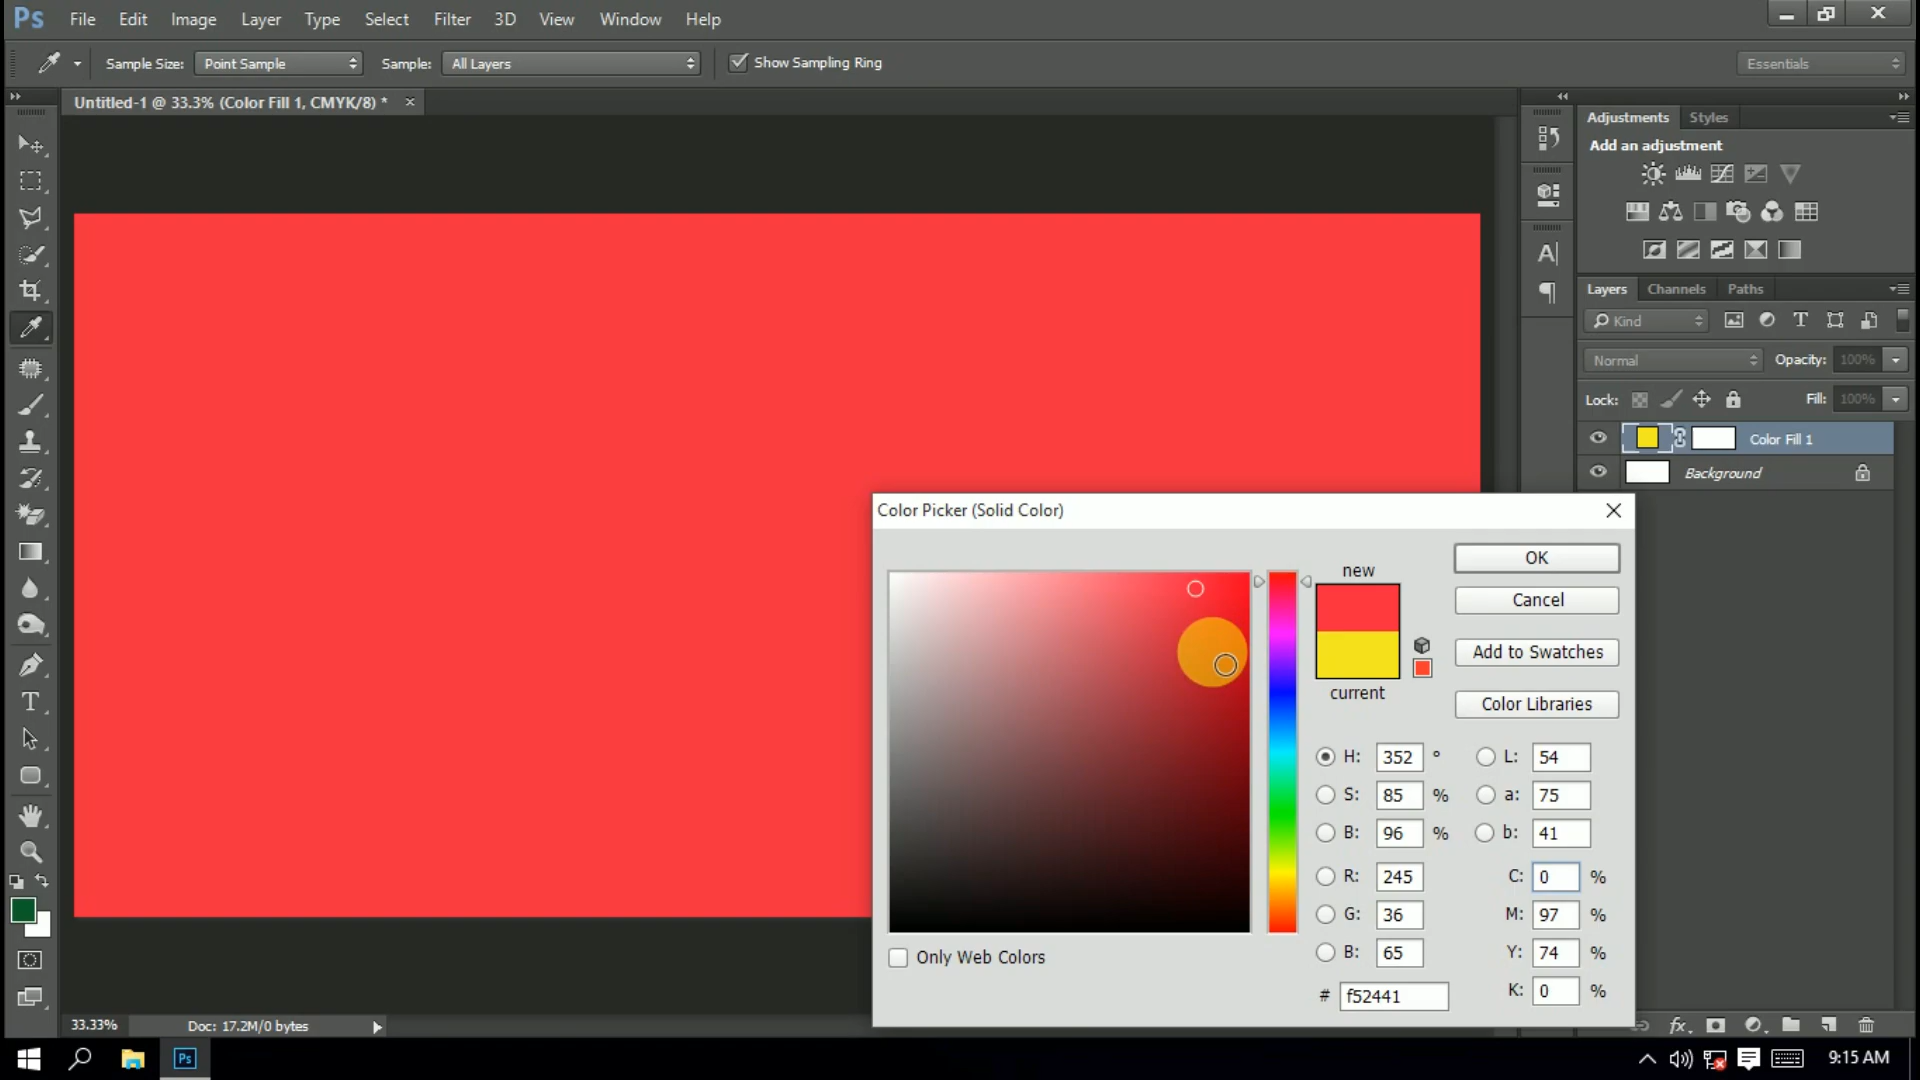 Ps File Edit Image Layer Type Select Filter 3D View Window Help
Sample Size: Point Sample Sample: All Layers Show Sampling Ring Essentials
Untitled-1 @ 33.3% (Color Fill 1, CMYK/8) * ×
Adjustments Styles
Add an adjustment
Layers Channels Paths
Kind
Normal Opacity: 100%
Lock: Fill: 100%
Color Fill 1
Background
Color Picker (Solid Color)
OK
new
Cancel
Add to Swatches
current
Color Libraries
H: 352 ° L: 54
S: 85 % a: 75
B: 96 % b: 41
R: 245 C: 0 %
G: 36 M: 97 %
B: 65 Y: 74 %
Only Web Colors
# f52441 K: 0 %
33.33% Doc: 17.2M/0 bytes
Ps 9:15 AM